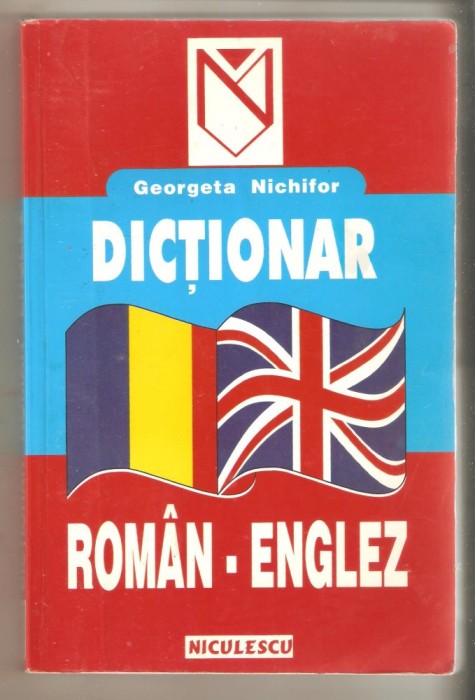 Georgeta Nichifor
DICȚIONAR
ROMÂN - ENGLEZ
NICULESCU